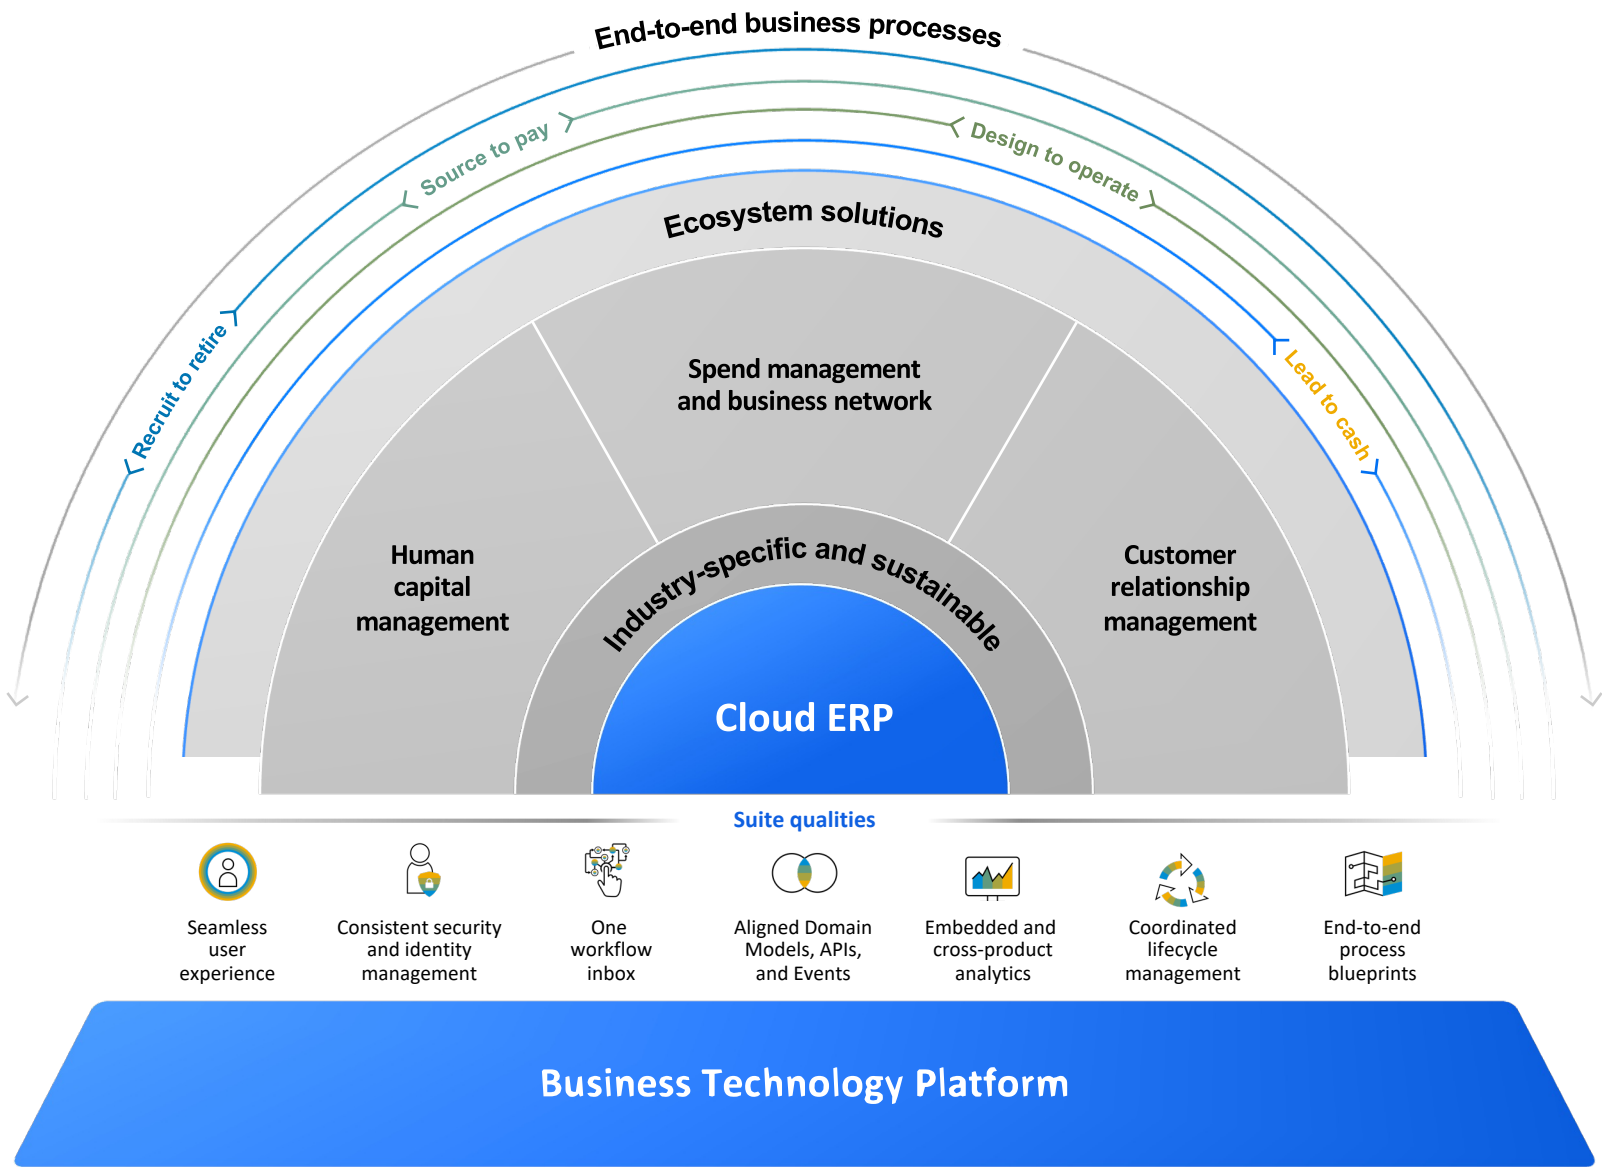 End-to-end business processes
Source to pay
Design to operate
Recruit to retire
Lead to cash
Ecosystem solutions
Spend management
and business network
Human
capital
management
Customer
relationship
management
Industry-specific and sustainable
Cloud ERP
Suite qualities
Seamless
user
experience
Consistent security
and identity
management
One
workflow
inbox
Aligned Domain
Models, APIs,
and Events
Embedded and
cross-product
analytics
Coordinated
lifecycle
management
End-to-end
process
blueprints
Business Technology Platform